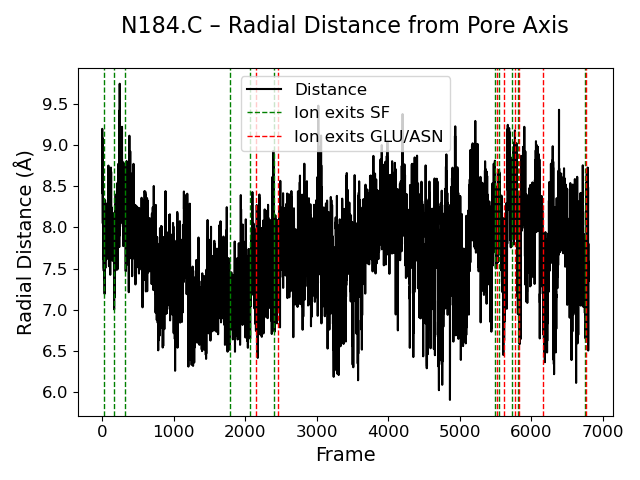 N184.C – Radial Distance from Pore Axis
Distance
Ion exits SF
Ion exits GLU/ASN
Radial Distance (Å)
9.5
9.0
8.5
8.0
7.5
7.0
6.5
6.0
0 1000 2000 3000 4000 5000 6000 7000
Frame